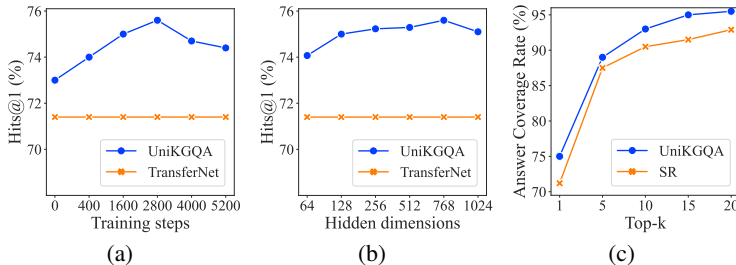 76
74
72
70
Hits@1 (%)
UniKGQA
TransferNet
0 400 1600 2800 4000 5200
Training steps
(a)
76
74
72
70
Hits@1 (%)
UniKGQA
TransferNet
64 128 256 512 768 1024
Hidden dimensions
(b)
95
90
85
80
75
70
Answer Coverage Rate (%)
UniKGQA
SR
1 5 10 15 20
Top-k
(c)